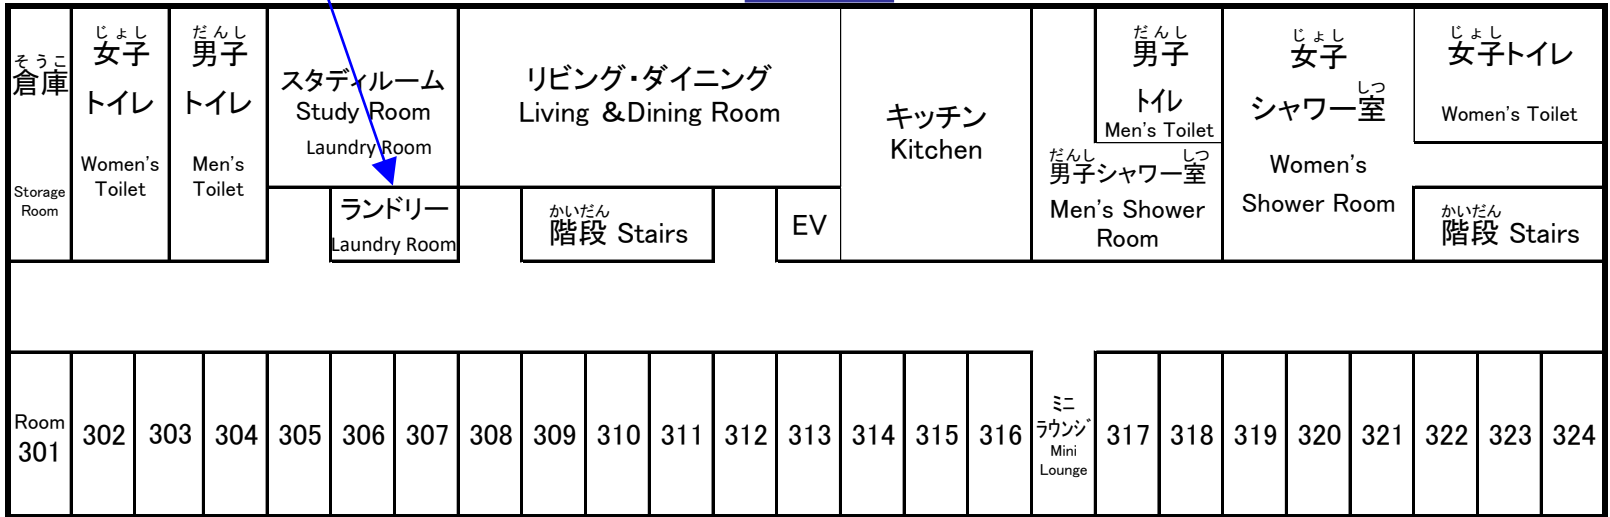 そうこ
倉庫
Storage
Room
じょし
女子
トイレ
Women's
Toilet
だんし
男子
トイレ
Men's
Toilet
スタディルーム
Study Room
Laundry Room
ランドリー
Laundry Room
リビング・ダイニング
Living &Dining Room
かいだん
階段 Stairs
EV
キッチン
Kitchen
だんし
男子
トイレ
Men's Toilet
だんし しつ
男子シャワー室
Men's Shower
Room
じょし
女子
しつ
シャワー室
Women's
Shower Room
じょし
女子トイレ
Women's Toilet
かいだん
階段 Stairs
Room
301
302
303
304
305
306
307
308
309
310
311
312
313
314
315
316
ミニ
ラウンジ
Mini
Lounge
317
318
319
320
321
322
323
324